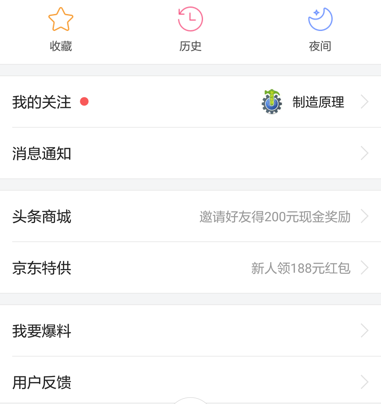 收藏 历史 夜间
我的关注 制造原理
消息通知
头条商城 邀请好友得200元现金奖励
京东特供 新人领188元红包
我要爆料
用户反馈